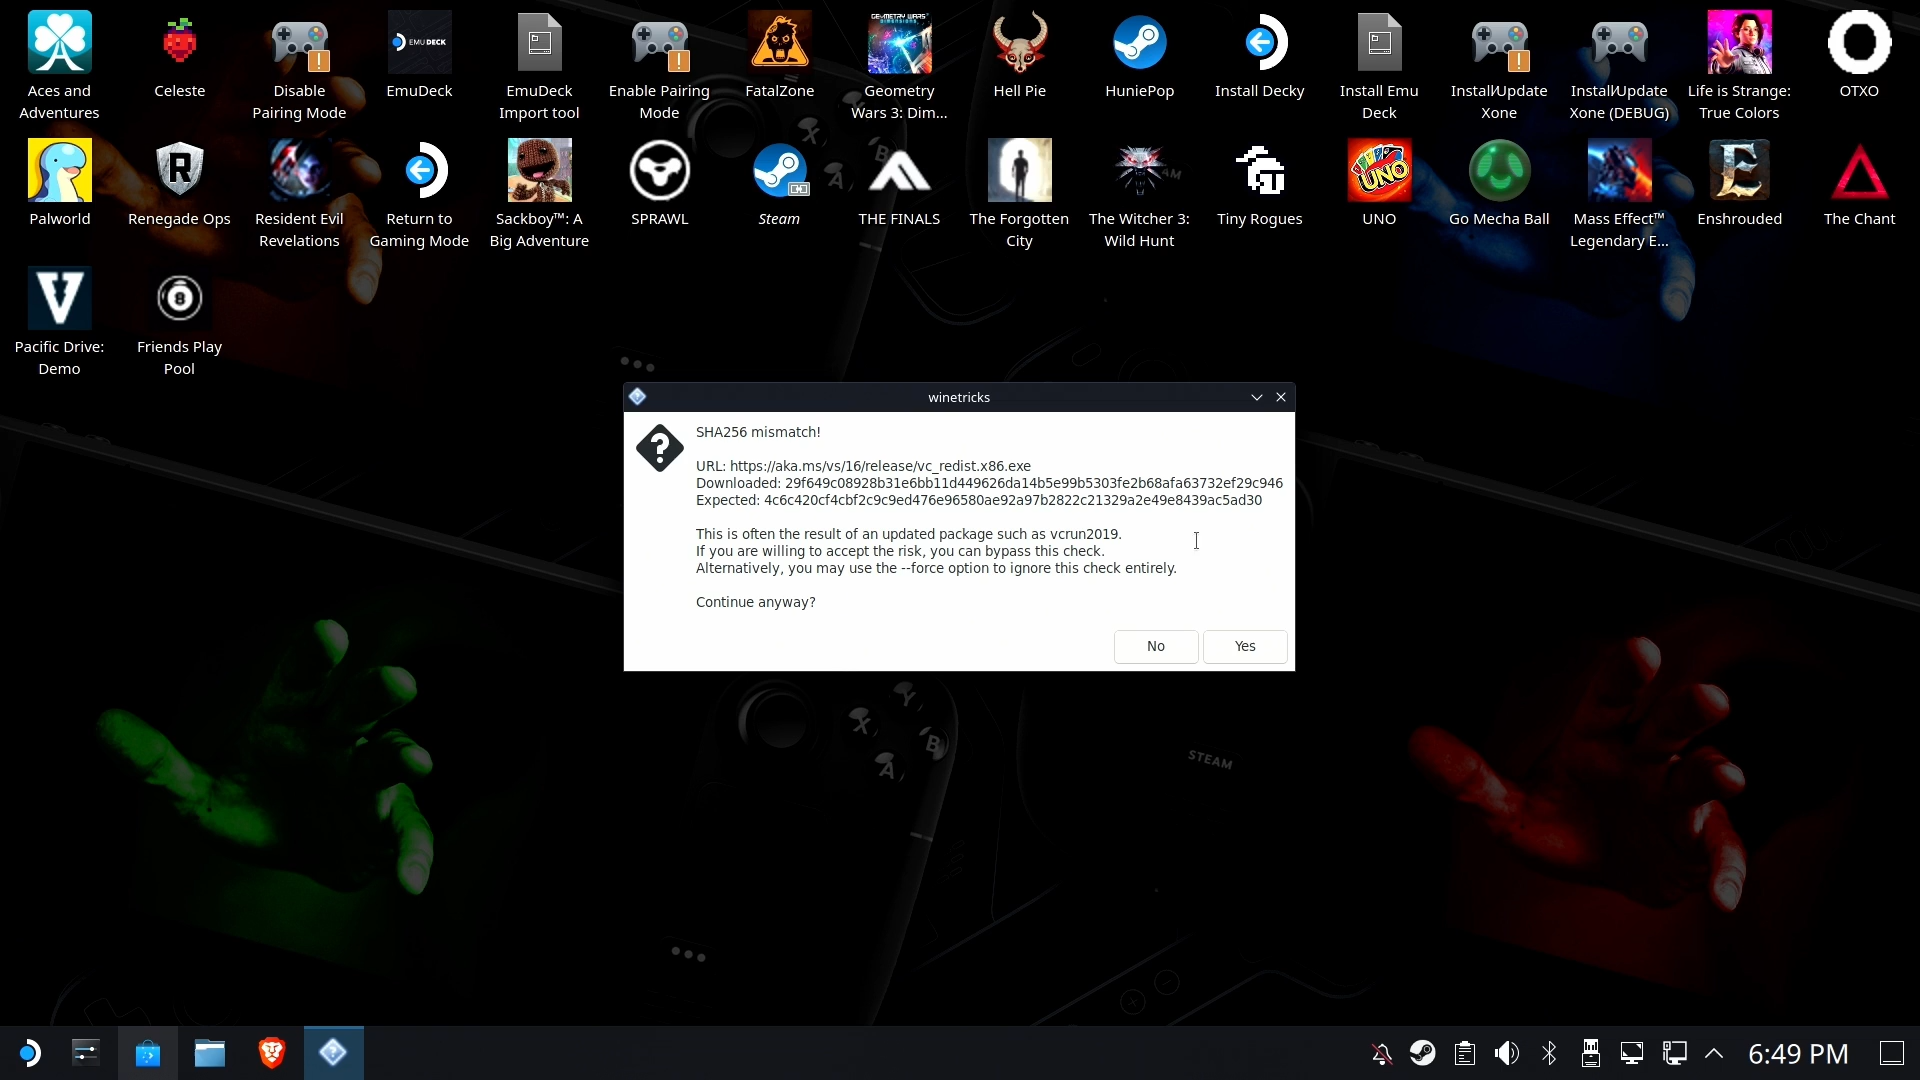 Aces and
Adventures
Celeste
Disable
Pairing Mode
EMUDECK
EmuDeck
EmuDeck
Import tool
Enable Pairing
Mode
FatalZone
GEOMETRY WARS
DIMENSIONS
Geometry
Wars 3: Dim...
Hell Pie
HuniePop
Install Decky
Install Emu
Deck
Install/Update
Xone
Install/Update
Xone (DEBUG)
Life is Strange:
True Colors
OTXO
Palworld
R
Renegade Ops
Resident Evil
Revelations
Return to
Gaming Mode
Sackboy™: A
Big Adventure
SPRAWL
Steam
THE FINALS
The Forgotten
City
The Witcher 3:
Wild Hunt
Tiny Rogues
UNO
UNO
Go Mecha Ball
Mass Effect™
Legendary E...
E
Enshrouded
The Chant
V
Pacific Drive:
Demo
8
Friends Play
Pool
X
B
A
winetricks
SHA256 mismatch!
URL: https://aka.ms/vs/16/release/vc_redist.x86.exe
Downloaded: 29f649c08928b31e6bb11d449626da14b5e99b5303fe2b68afa63732ef29c946
Expected: 4c6c420cf4cbf2c9c9ed476e96580ae92a97b2822c21329a2e49e8439ac5ad30
This is often the result of an updated package such as vcrun2019.
If you are willing to accept the risk, you can bypass this check.
Alternatively, you may use the --force option to ignore this check entirely.
Continue anyway?
No
Yes
Y
X
B
A
STEAM
6:49 PM